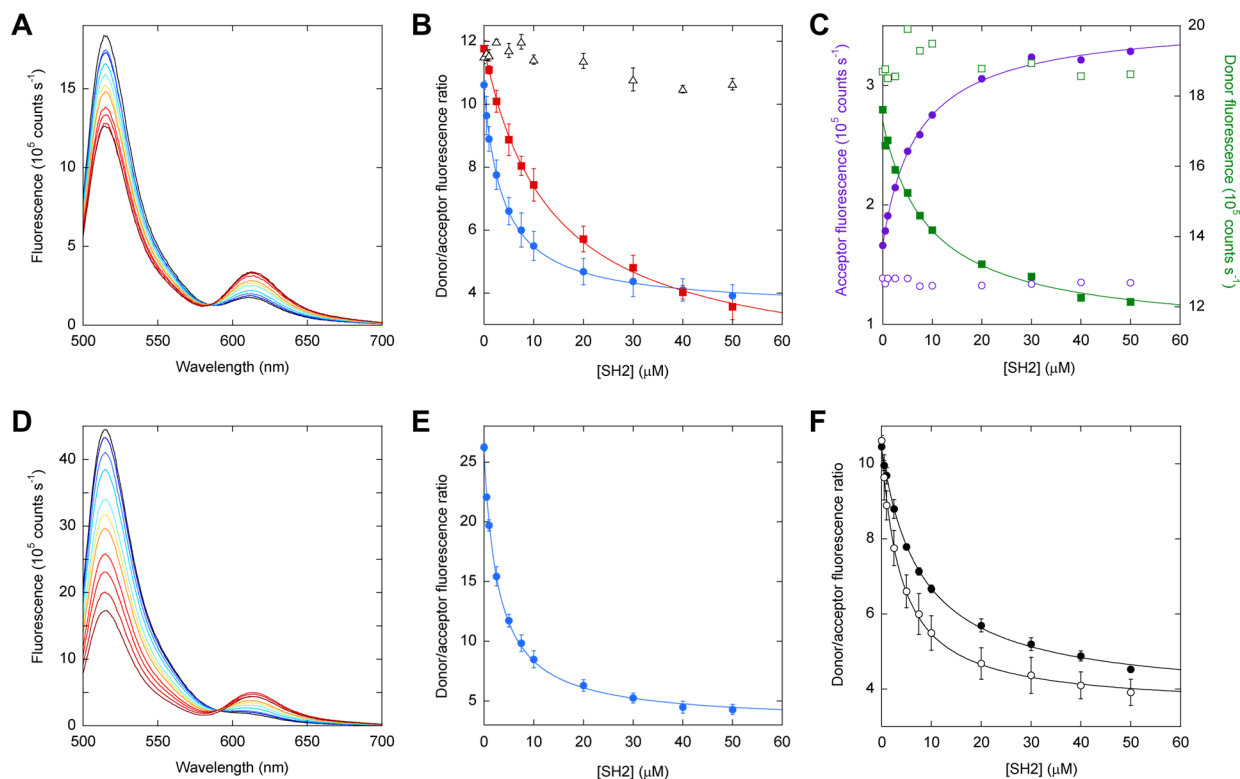 A
Fluorescence (10⁵ counts s⁻¹)
15
10
5
0
500 550 600 650 700
Wavelength (nm)
B
Donor/acceptor fluorescence ratio
12
10
8
6
4
0 10 20 30 40 50 60
[SH2] (μM)
C
Acceptor fluorescence (10⁵ counts s⁻¹)
3
2
1
Donor fluorescence (10⁵ counts s⁻¹)
20
18
16
14
12
0 10 20 30 40 50 60
[SH2] (μM)
D
Fluorescence (10⁵ counts s⁻¹)
40
30
20
10
0
500 550 600 650 700
Wavelength (nm)
E
Donor/acceptor fluorescence ratio
25
20
15
10
5
0 10 20 30 40 50 60
[SH2] (μM)
F
Donor/acceptor fluorescence ratio
10
8
6
4
0 10 20 30 40 50 60
[SH2] (μM)